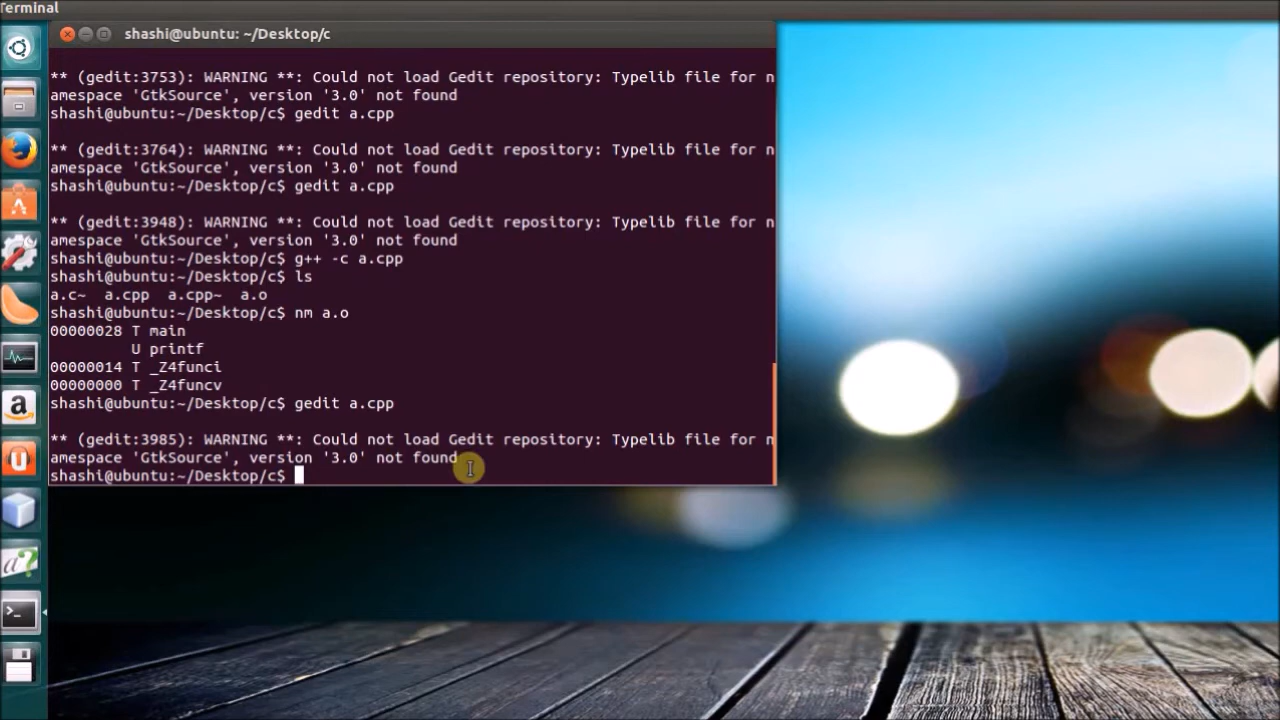 Terminal
shashi@ubuntu: ~/Desktop/c
** (gedit:3753): WARNING **: Could not load Gedit repository: Typelib file for n
amespace 'GtkSource', version '3.0' not found
shashi@ubuntu:~/Desktop/c$ gedit a.cpp
** (gedit:3764): WARNING **: Could not load Gedit repository: Typelib file for n
amespace 'GtkSource', version '3.0' not found
shashi@ubuntu:~/Desktop/c$ gedit a.cpp
** (gedit:3948): WARNING **: Could not load Gedit repository: Typelib file for n
amespace 'GtkSource', version '3.0' not found
shashi@ubuntu:~/Desktop/c$ g++ -c a.cpp
shashi@ubuntu:~/Desktop/c$ ls
a.c~ a.cpp a.cpp~ a.o
shashi@ubuntu:~/Desktop/c$ nm a.o
00000028 T main
U printf
00000014 T _Z4funci
00000000 T _Z4funcv
shashi@ubuntu:~/Desktop/c$ gedit a.cpp
** (gedit:3985): WARNING **: Could not load Gedit repository: Typelib file for n
amespace 'GtkSource', version '3.0' not found
shashi@ubuntu:~/Desktop/c$